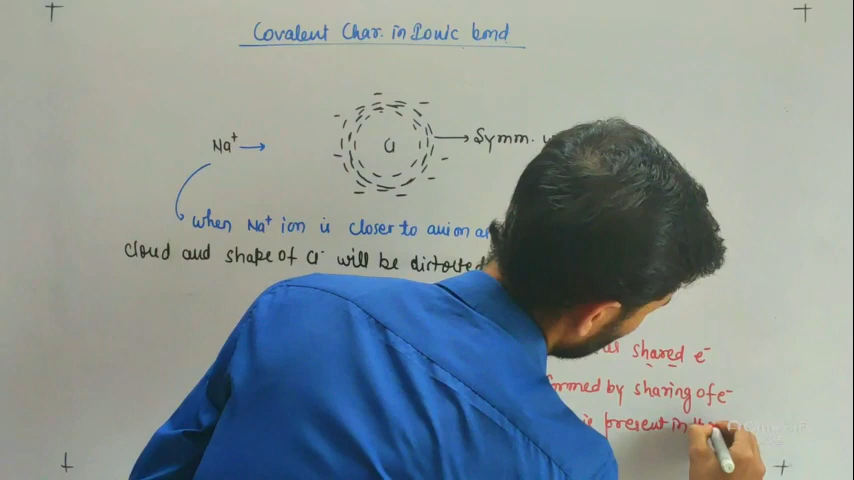 Covalent Char. in Ionic bond
Na⁺ → Cl → Symm.
when Na⁺ ion is closer to anion
cloud and shape of Cl⁻ will be distorted
shared e⁻
formed by sharing of e⁻
is present in